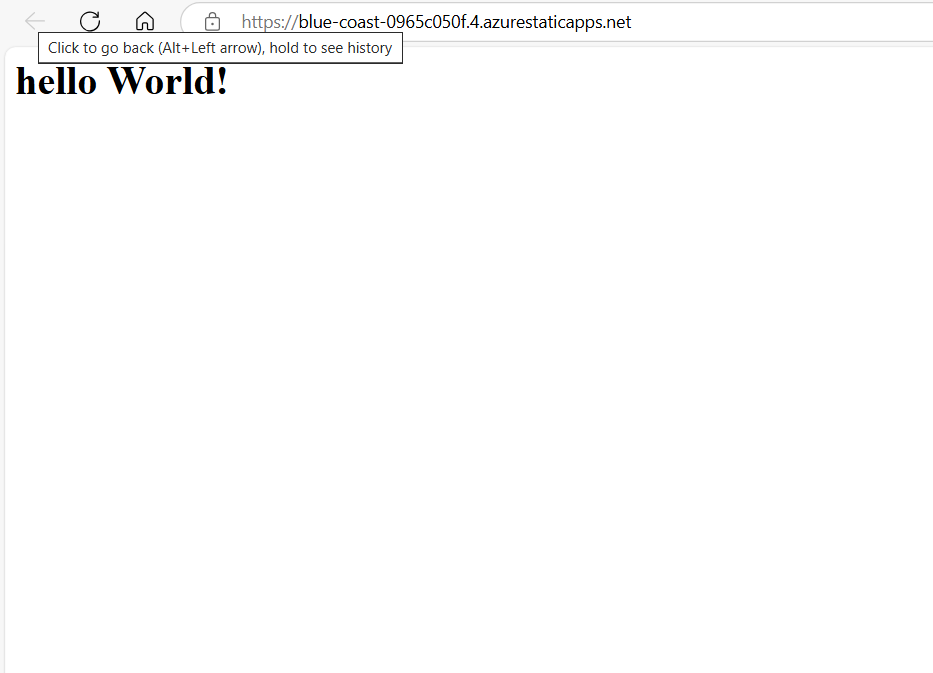 https://blue-coast-0965c050f.4.azurestaticapps.net
Click to go back (Alt+Left arrow), hold to see history
hello World!